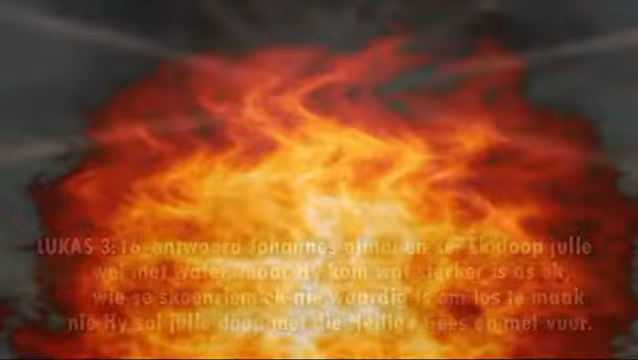 LUKAS 3:16 antwoord Johannes almal en sê: Ek doop julle
wel met water, maar Hy kom wat sterker is as ek,
wie se skoenriem ek nie waardig is om los te maak
nie Hy sal julle doop met die Heilige Gees en met vuur.